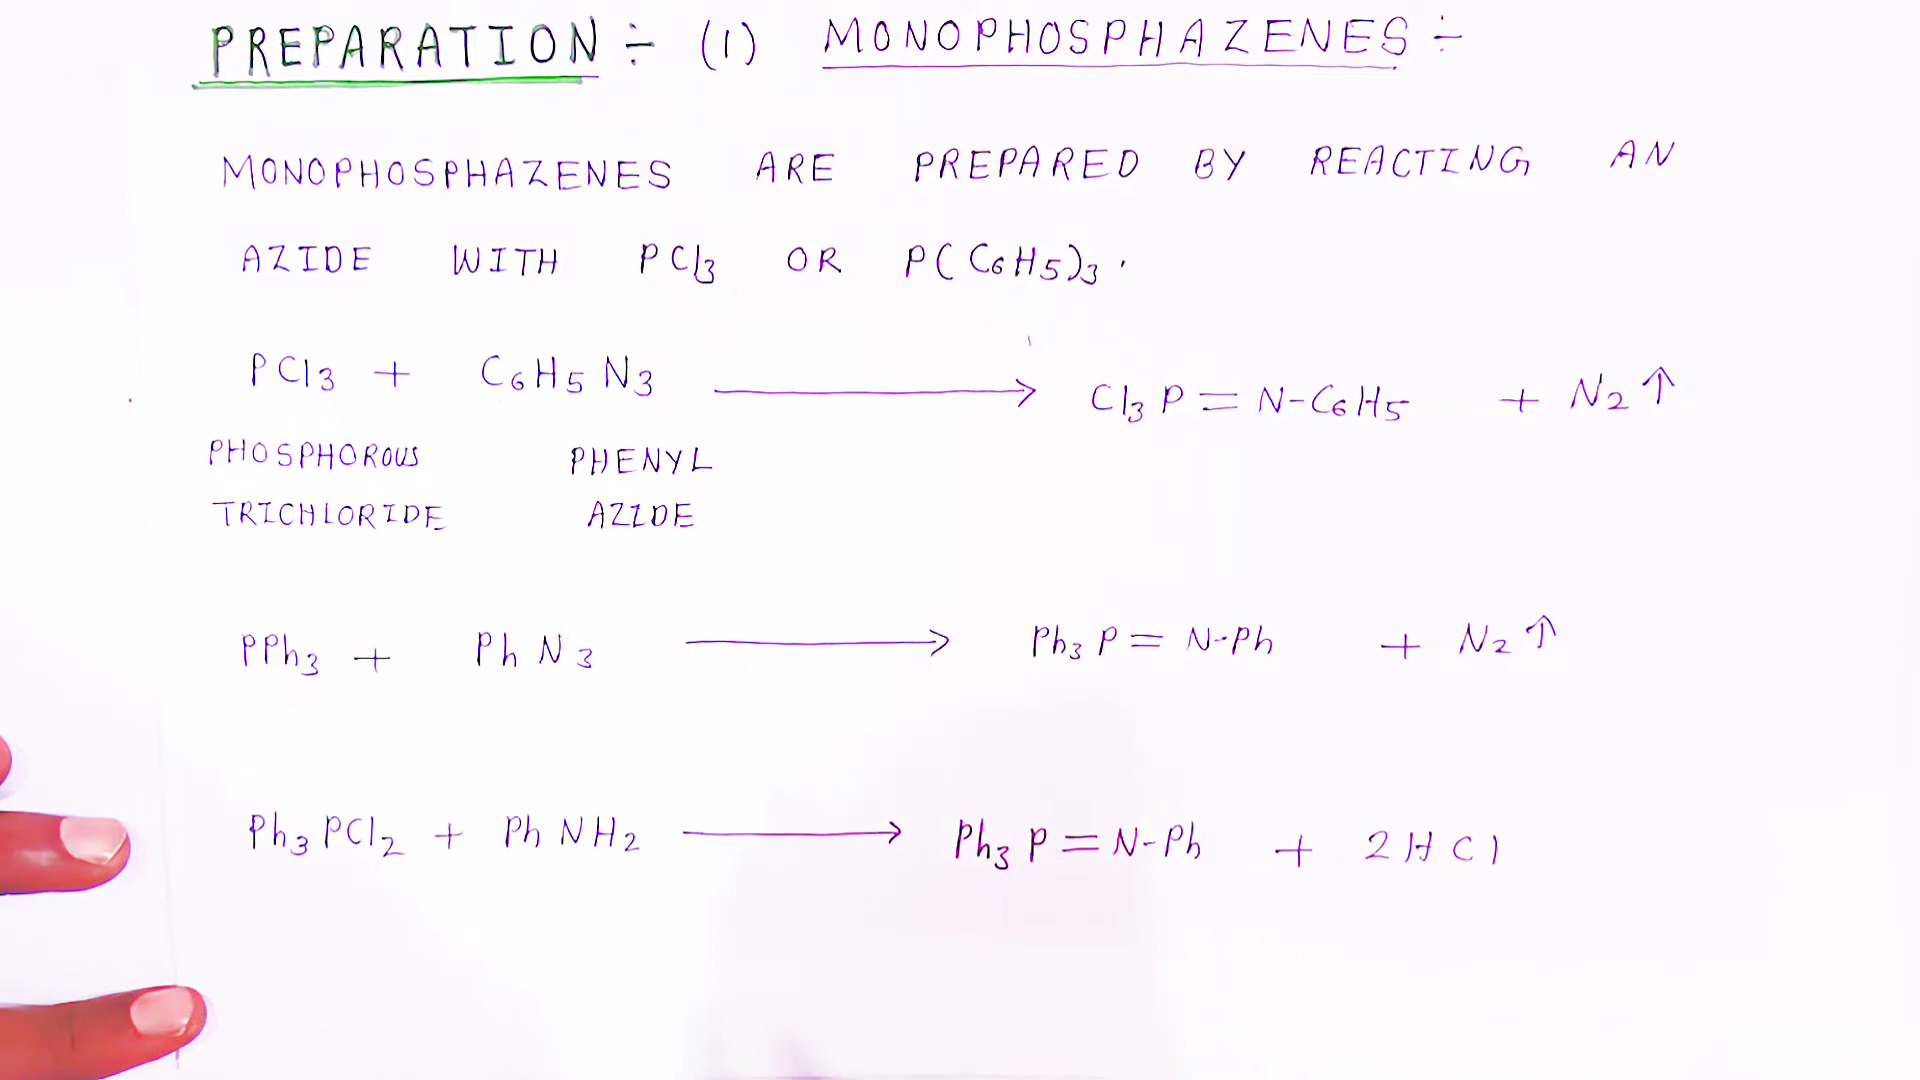 PREPARATION ÷ (1) MONOPHOSPHAZENES ÷
MONOPHOSPHAZENES ARE PREPARED BY REACTING AN
AZIDE WITH PCl3 OR P(C6H5)3.
PCl3 + C6H5N3 ⟶ Cl3P=N-C6H5 + N2↑
PHOSPHOROUS PHENYL
TRICHLORIDE AZIDE
PPh3 + PhN3 ⟶ Ph3P=N-Ph + N2↑
Ph3PCl2 + PhNH2 ⟶ Ph3P=N-Ph + 2HCl